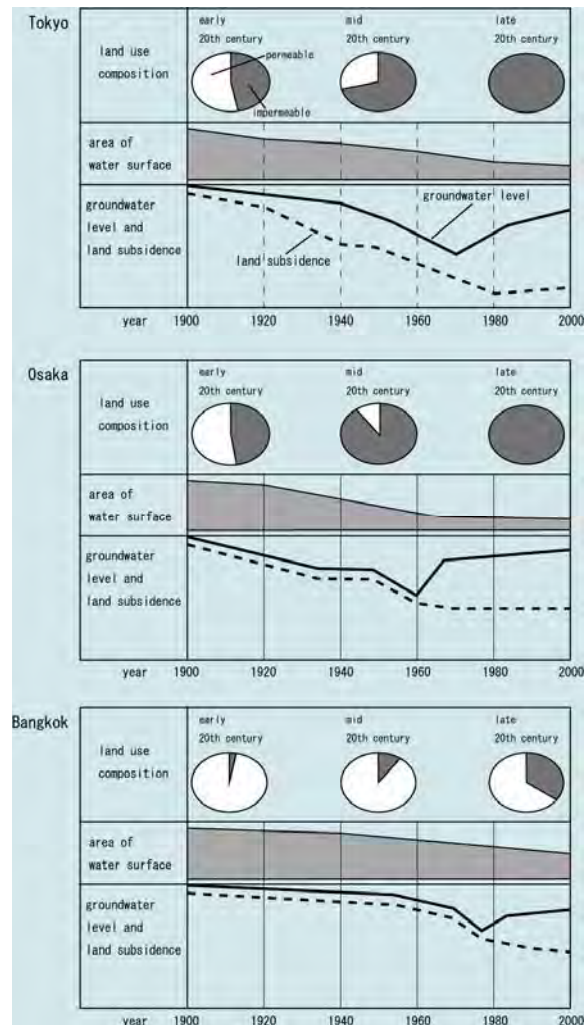 Tokyo
early
20th century
mid
20th century
late
20th century
land use
composition
permeable
impermeable
area of
water surface
groundwater
level and
land subsidence
groundwater level
land subsidence
year
1900
1920
1940
1960
1980
2000
Osaka
early
20th century
mid
20th century
late
20th century
land use
composition
area of
water surface
groundwater
level and
land subsidence
year
1900
1920
1940
1960
1980
2000
Bangkok
early
20th century
mid
20th century
late
20th century
land use
composition
area of
water surface
groundwater
level and
land subsidence
year
1900
1920
1940
1960
1980
2000